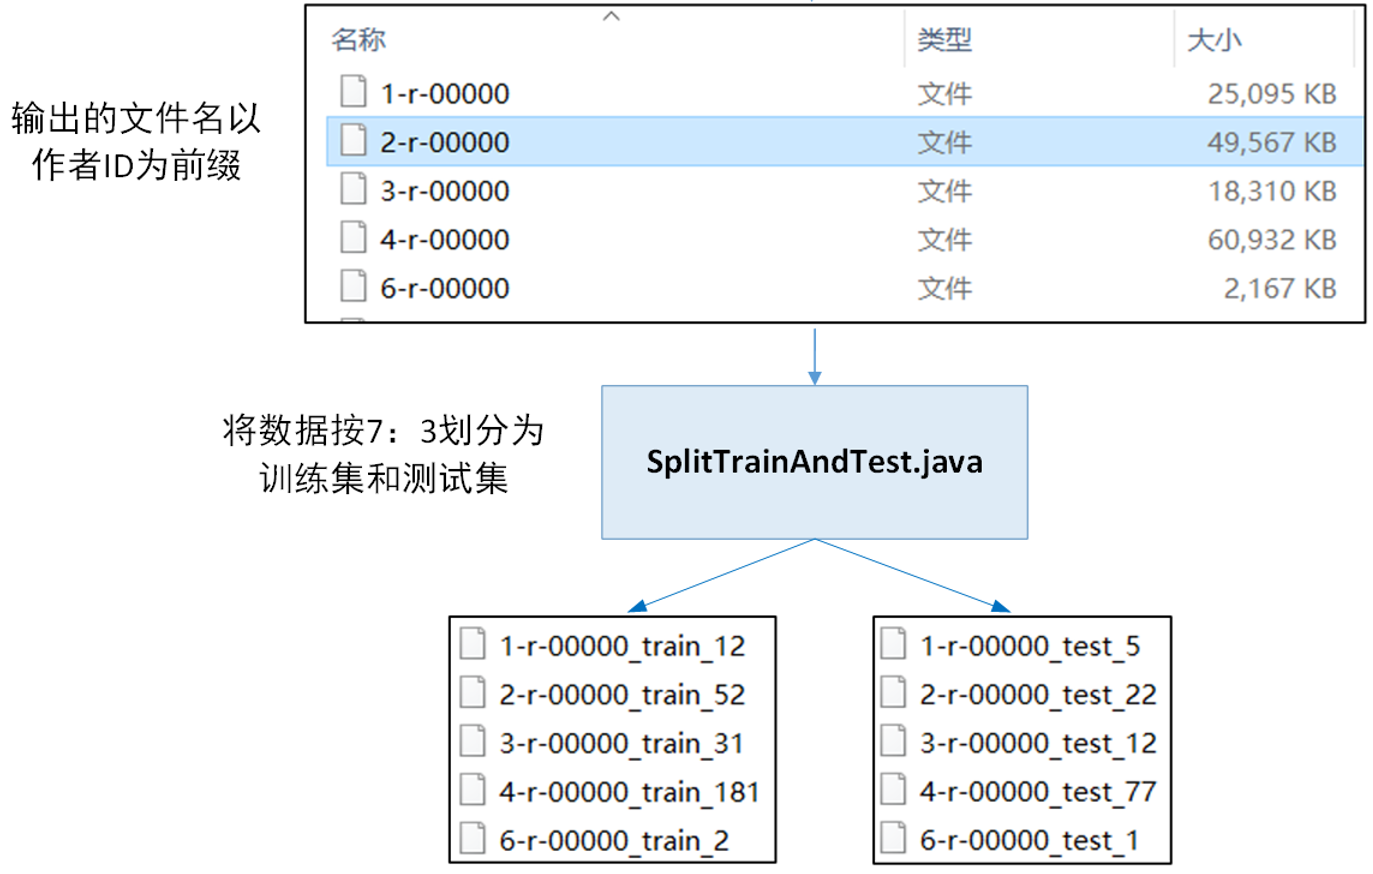 名称 类型 大小
1-r-00000 文件 25,095 KB
2-r-00000 文件 49,567 KB
3-r-00000 文件 18,310 KB
4-r-00000 文件 60,932 KB
6-r-00000 文件 2,167 KB
输出的文件名以
作者ID为前缀
将数据按7：3划分为
训练集和测试集
SplitTrainAndTest.java
1-r-00000_train_12
2-r-00000_train_52
3-r-00000_train_31
4-r-00000_train_181
6-r-00000_train_2
1-r-00000_test_5
2-r-00000_test_22
3-r-00000_test_12
4-r-00000_test_77
6-r-00000_test_1